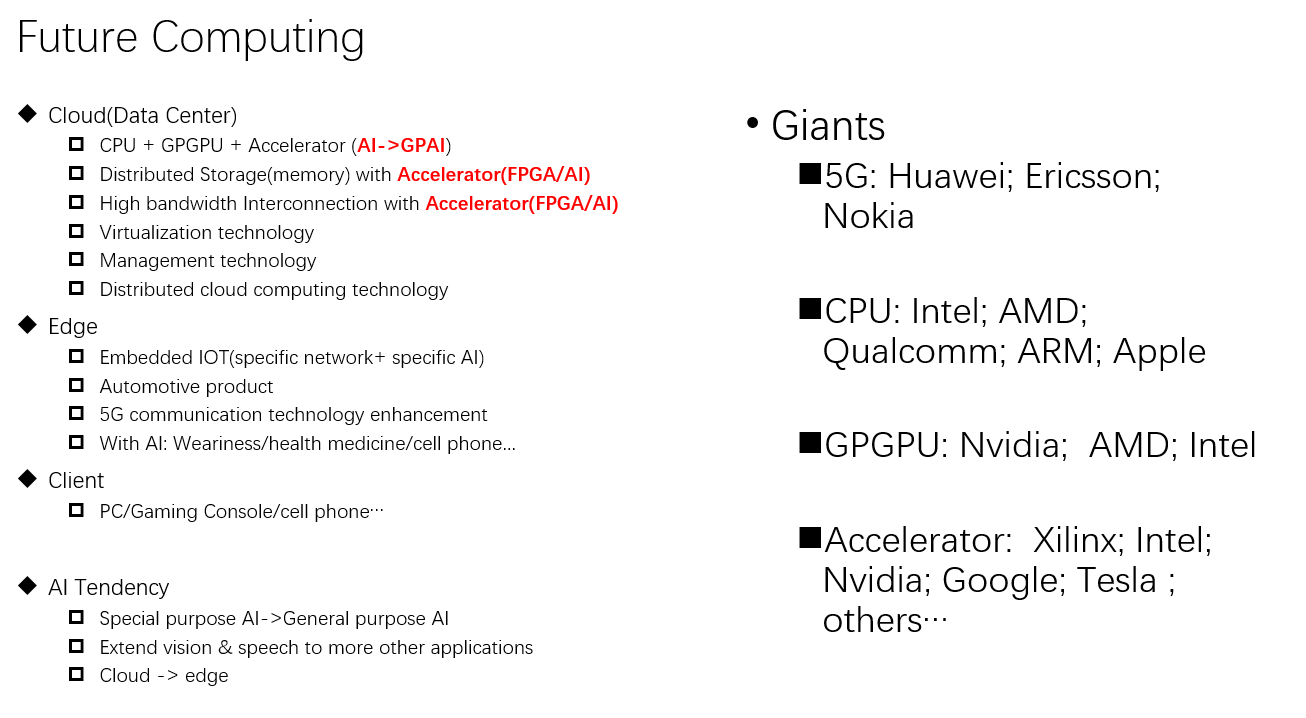 Future Computing
Cloud(Data Center)
CPU + GPGPU + Accelerator (AI->GPAI)
Distributed Storage(memory) with Accelerator(FPGA/AI)
High bandwidth Interconnection with Accelerator(FPGA/AI)
Virtualization technology
Management technology
Distributed cloud computing technology
Edge
Embedded IOT(specific network+ specific AI)
Automotive product
5G communication technology enhancement
With AI: Weariness/health medicine/cell phone...
Client
PC/Gaming Console/cell phone…
AI Tendency
Special purpose AI->General purpose AI
Extend vision & speech to more other applications
Cloud -> edge
• Giants
5G: Huawei; Ericsson;
Nokia
CPU: Intel; AMD;
Qualcomm; ARM; Apple
GPGPU: Nvidia;  AMD; Intel
Accelerator:  Xilinx; Intel;
Nvidia; Google; Tesla ;
others…